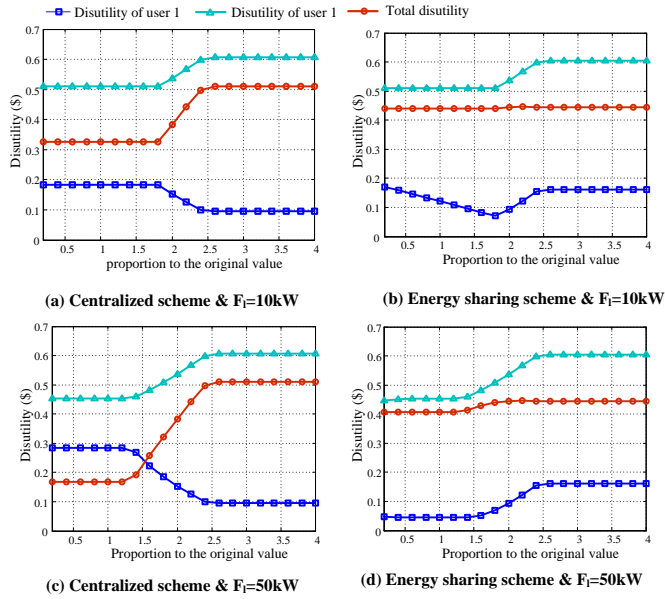 Disutility of user 1 Disutility of user 1 Total disutility
0.7
0.6
0.5
0.4
0.3
0.2
0.1
0
Disutility ($)
0.5 1 1.5 2 2.5 3 3.5 4
proportion to the original value
(a) Centralized scheme & Fl=10kW
0.7
0.6
0.5
0.4
0.3
0.2
0.1
0
Disutility ($)
0.5 1 1.5 2 2.5 3 3.5 4
proportion to the original value
(b) Energy sharing scheme & Fl=10kW
0.7
0.6
0.5
0.4
0.3
0.2
0.1
0
Disutility ($)
0.5 1 1.5 2 2.5 3 3.5 4
Proportion to the original value
(c) Centralized scheme & Fl=50kW
0.7
0.6
0.5
0.4
0.3
0.2
0.1
0
Disutility ($)
0.5 1 1.5 2 2.5 3 3.5 4
Proportion to the original value
(d) Energy sharing scheme & Fl=50kW